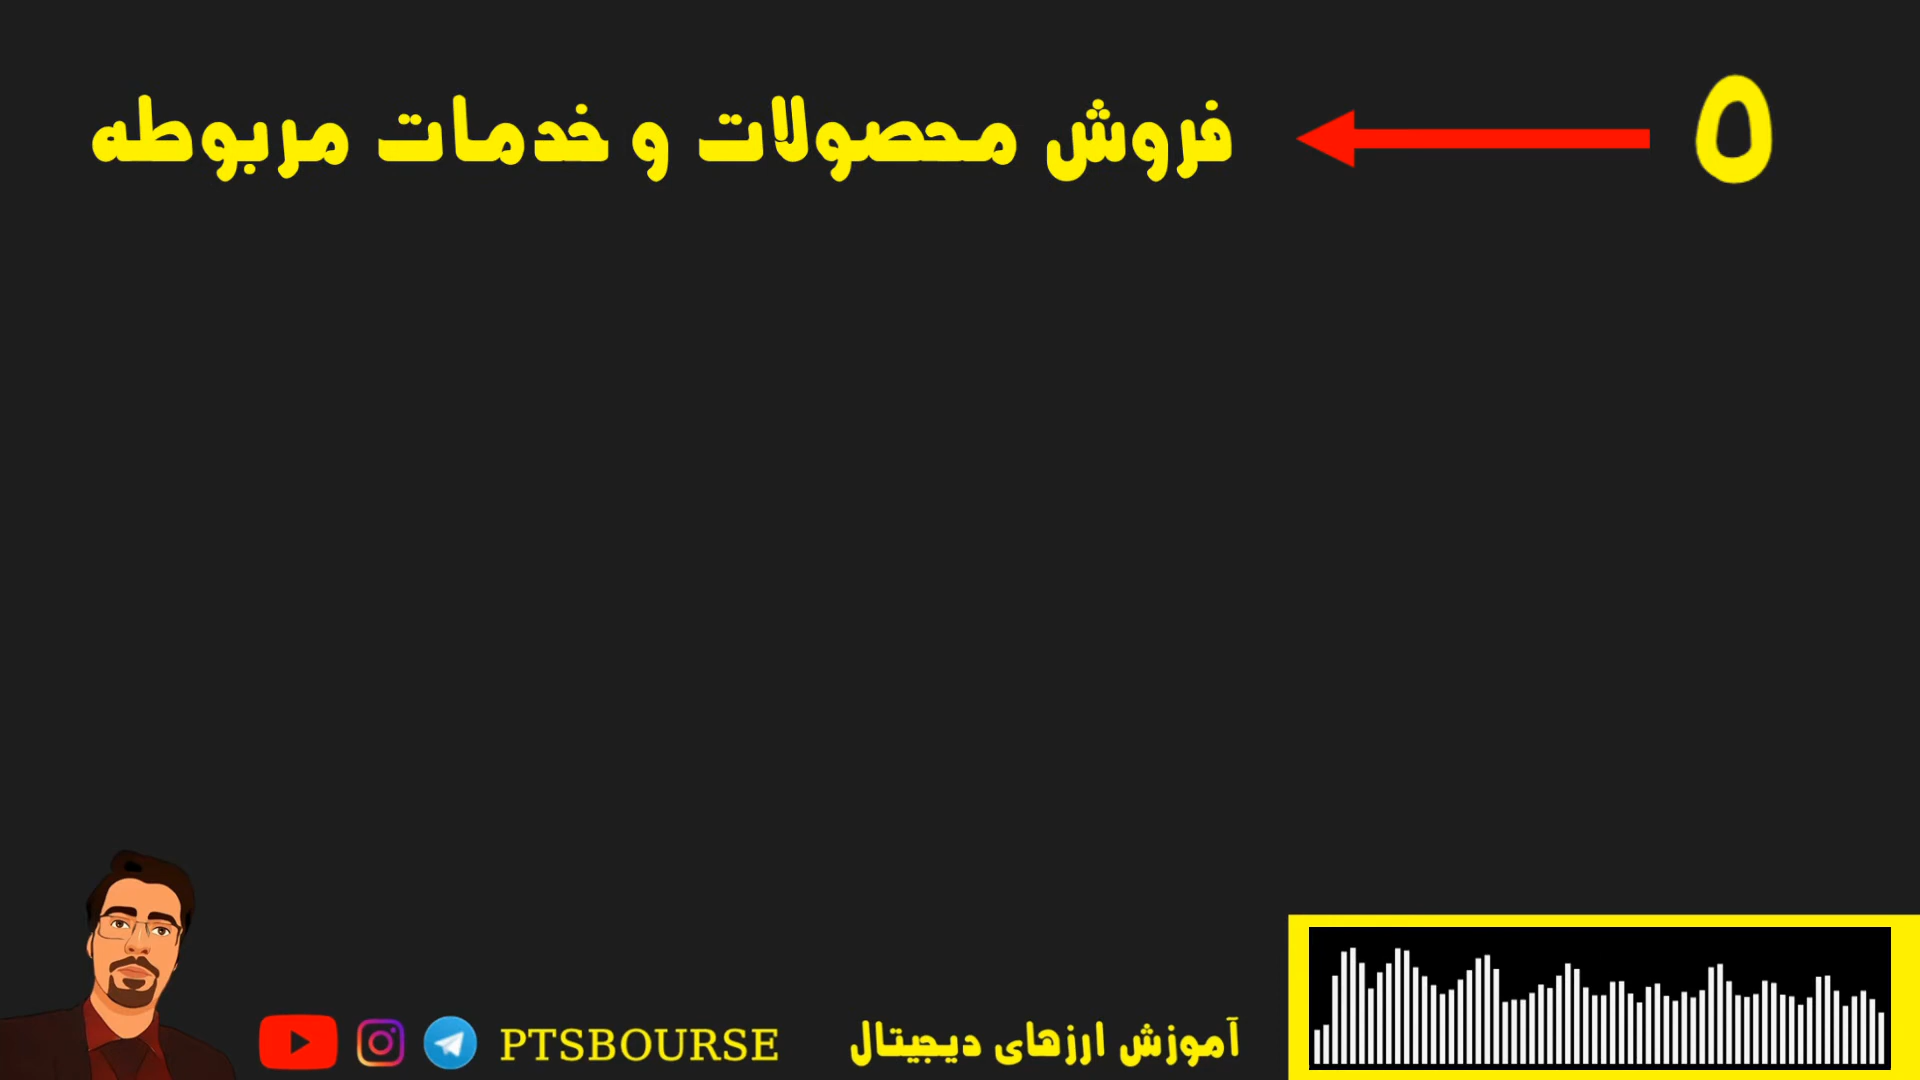 ۵ فروش محصولات و خدمات مربوطه
PTSBOURSE آموزش ارزهای دیجیتال